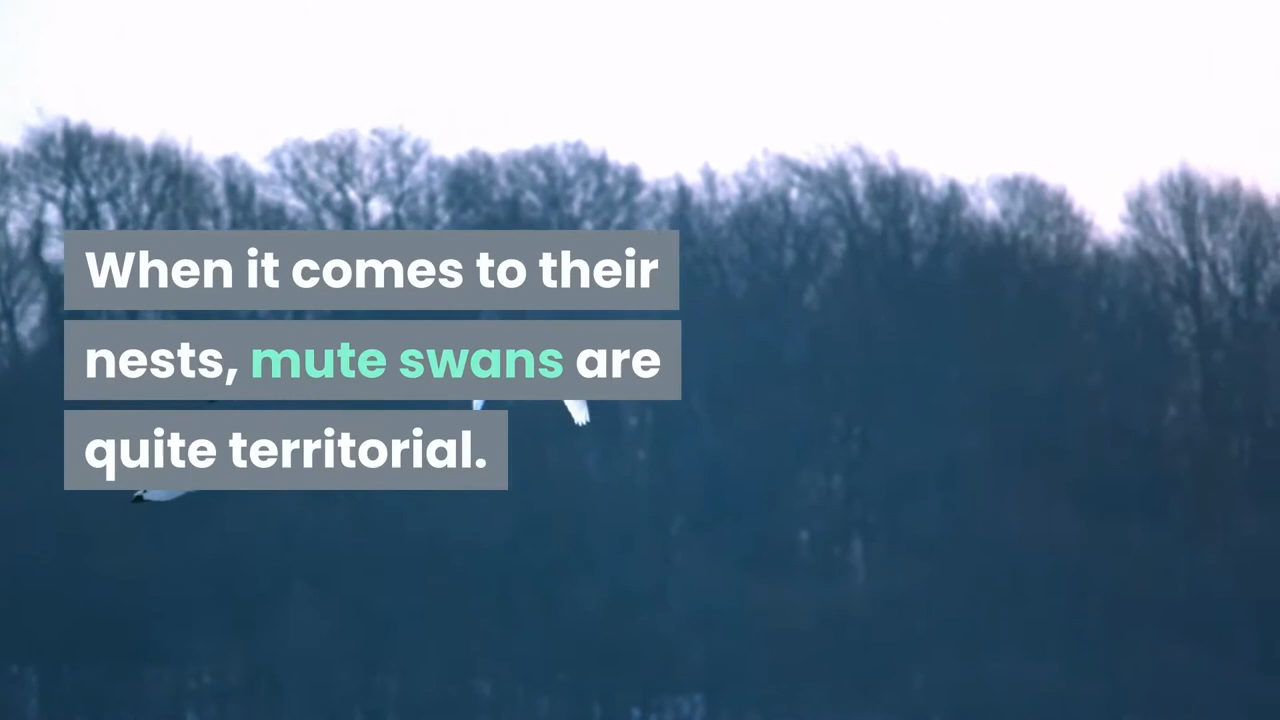 When it comes to their
nests, mute swans are
quite territorial.